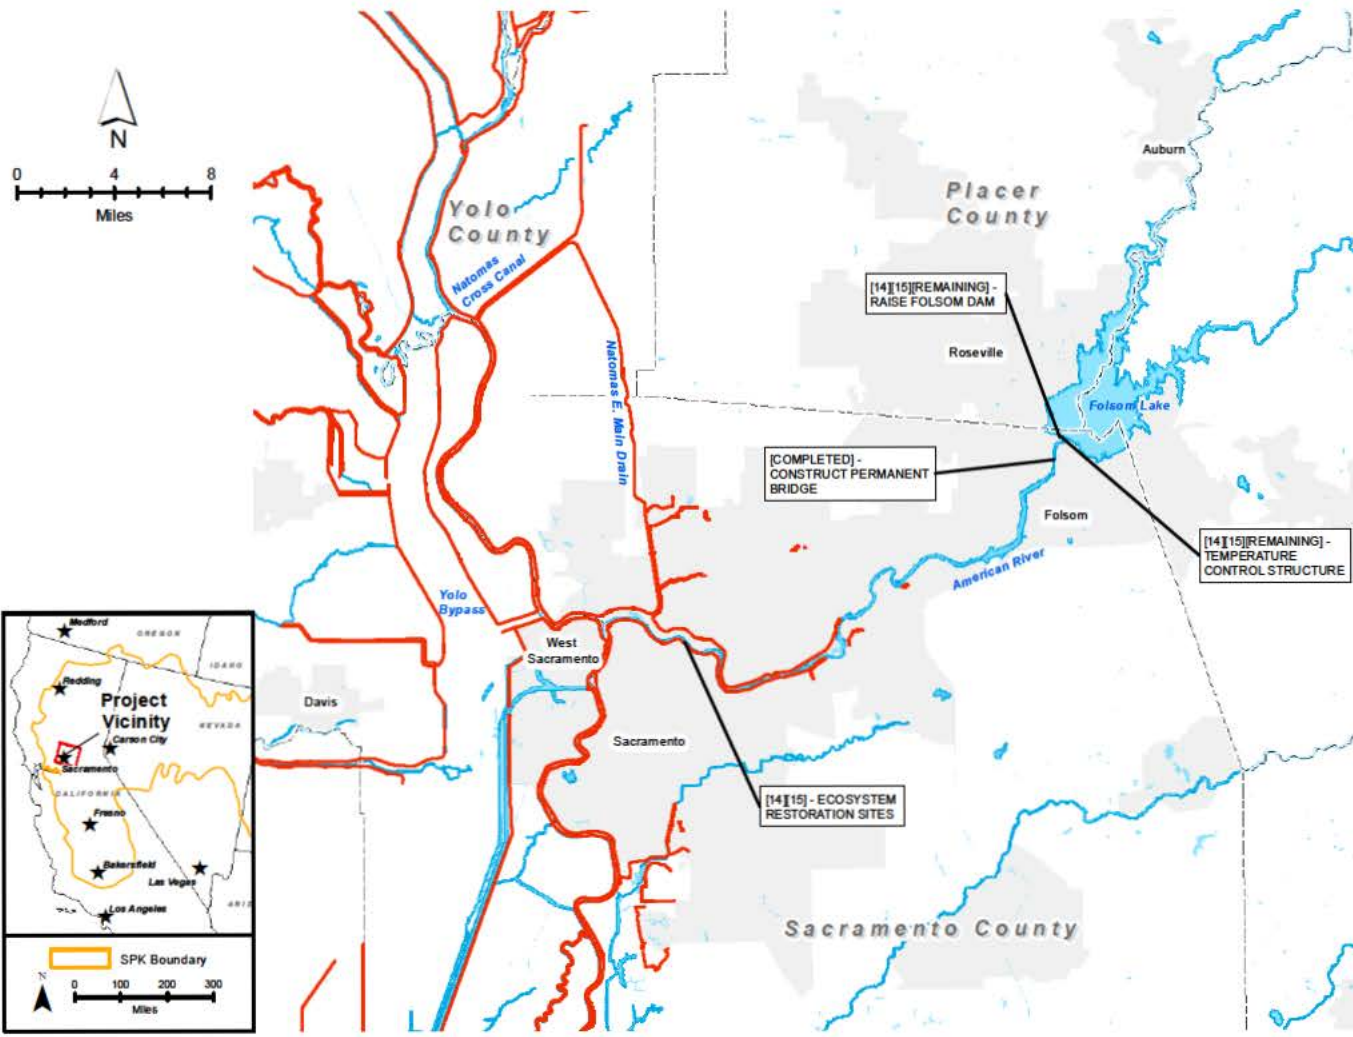 N
0 4 8
Miles
Auburn
Placer
County
Yolo
County
Natomas
Cross Canal
[14][15][REMAINING] -
RAISE FOLSOM DAM
Roseville
Natomas E. Main Drain
Folsom Lake
[COMPLETED] -
CONSTRUCT PERMANENT
BRIDGE
Folsom
[14][15][REMAINING] -
TEMPERATURE
CONTROL STRUCTURE
American River
Yolo
Bypass
West
Sacramento
Davis
Sacramento
[14][15] - ECOSYSTEM
RESTORATION SITES
Sacramento County
Medford
OREGON
IDAHO
Redding
Project
Vicinity
NEVADA
Carson City
Sacramento
CALIFORNIA
Fresno
Bakersfield
Las Vegas
ARIZ
Los Angeles
SPK Boundary
N
0 100 200 300
Miles